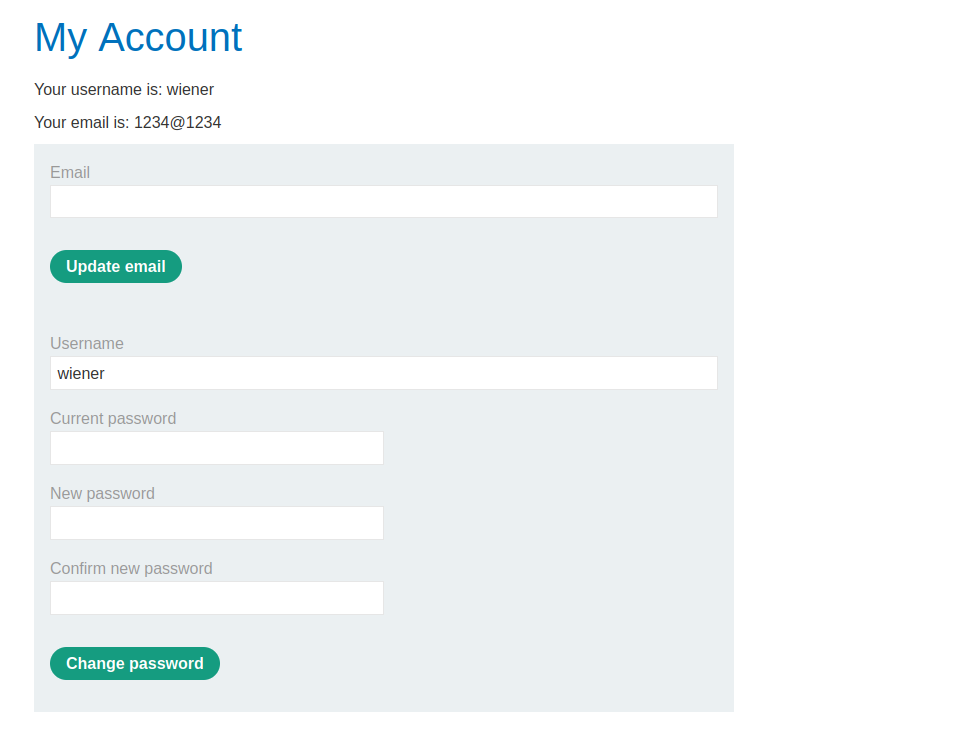 My Account
Your username is: wiener
Your email is: 1234@1234
Email
Update email
Username
wiener
Current password
New password
Confirm new password
Change password